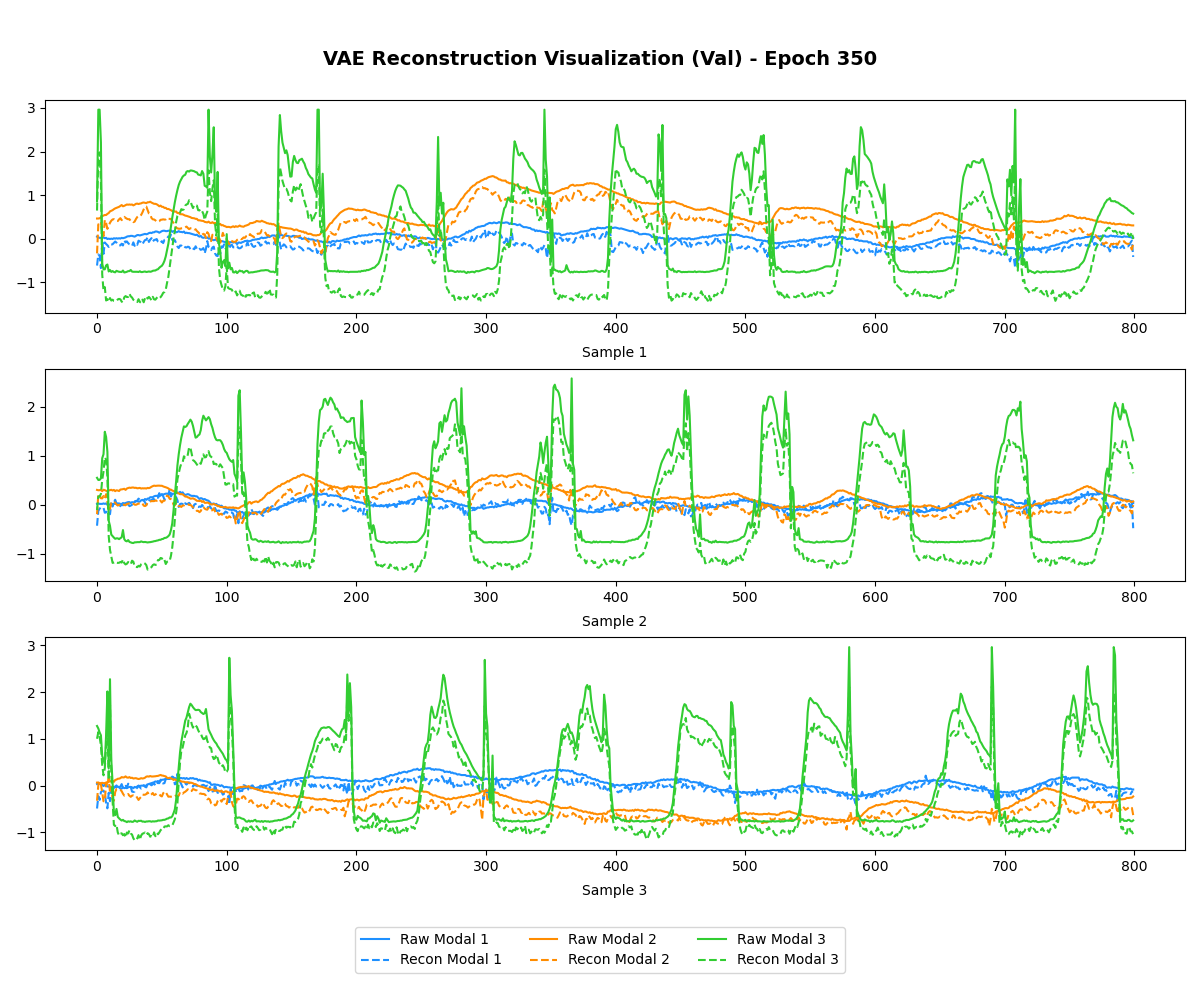 VAE Reconstruction Visualization (Val) - Epoch 350
3
2
1
0
−1
0 100 200 300 400 500 600 700 800
Sample 1
2
1
0
−1
0 100 200 300 400 500 600 700 800
Sample 2
3
2
1
0
−1
0 100 200 300 400 500 600 700 800
Sample 3
Raw Modal 1 Raw Modal 2 Raw Modal 3
Recon Modal 1 Recon Modal 2 Recon Modal 3